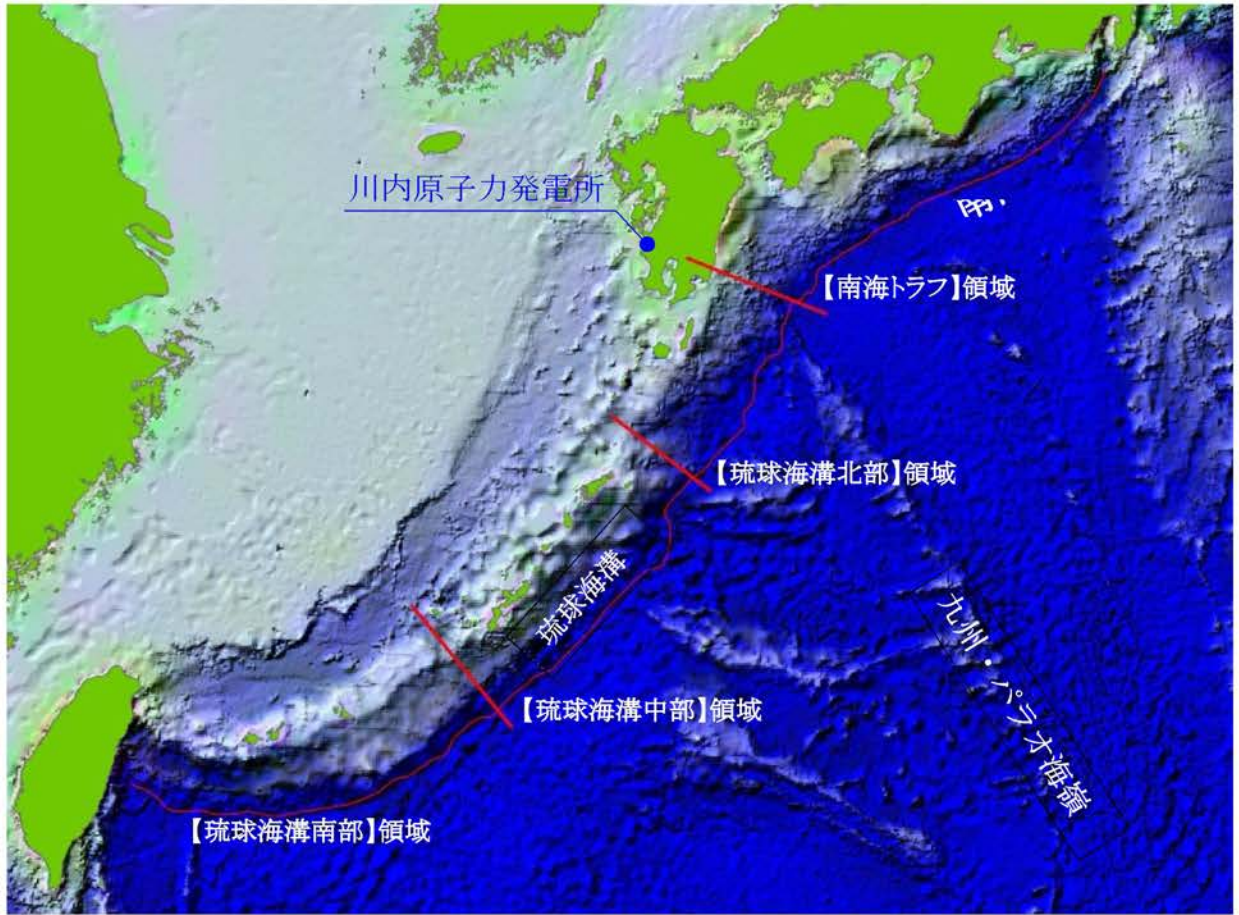 川内原子力発電所
南
【南海トラフ】領域
【琉球海溝北部】領域
琉球海溝
九州・パラオ海嶺
【琉球海溝中部】領域
【琉球海溝南部】領域